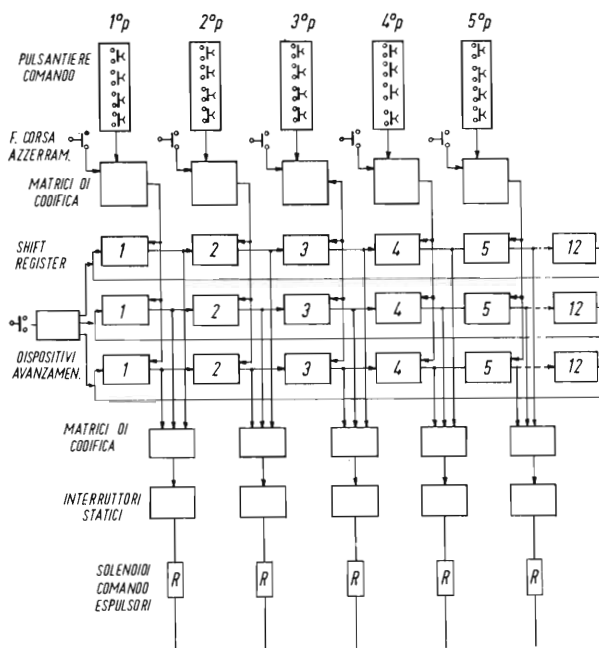 1°p 2°p 3°p 4°p 5°p
PULSANTIERE
COMANDO
F. CORSA
AZZERRAM.
MATRICI DI
CODIFICA
SHIFT
REGISTER
1 2 3 4 5 12
1 2 3 4 5 12
DISPOSITIVI
AVANZAMEN.
1 2 3 4 5 12
MATRICI DI
CODIFICA
INTERRUTTORI
STATICI
SOLENOIDI
COMANDO
ESPULSORI
R R R R R